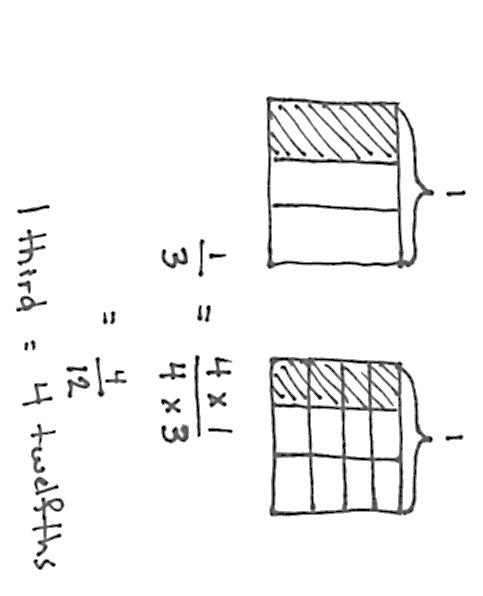 1 1
1/3 = 4 x 1 / 4 x 3
= 4/12
1 third = 4 twelfths